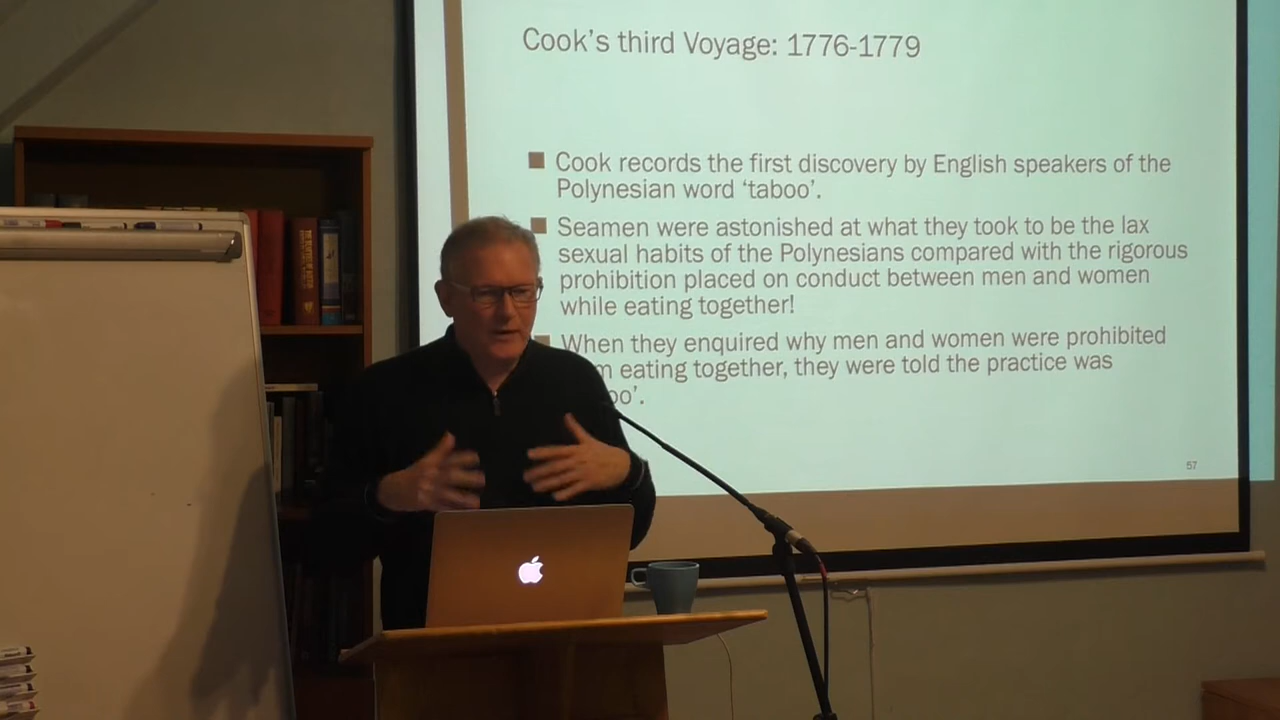 Cook's third Voyage: 1776-1779
Cook records the first discovery by English speakers of the
Polynesian word 'taboo'.
Seamen were astonished at what they took to be the lax
sexual habits of the Polynesians compared with the rigorous
prohibition placed on conduct between men and women
while eating together!
When they enquired why men and women were prohibited
eating together, they were told the practice was
57